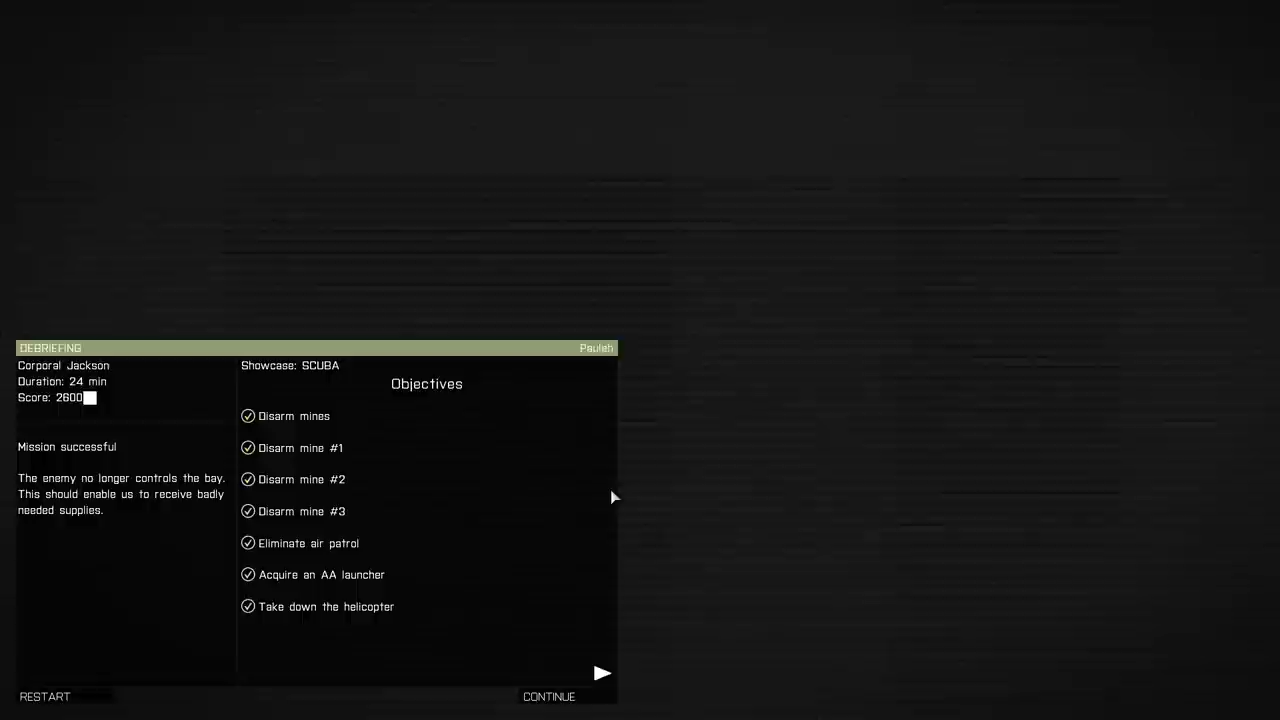 DEBRIEFING Pauleh
Corporal Jackson
Duration: 24 min
Score: 2600
Mission successful
The enemy no longer controls the bay.
This should enable us to receive badly
needed supplies.
Showcase: SCUBA
Objectives
Disarm mines
Disarm mine #1
Disarm mine #2
Disarm mine #3
Eliminate air patrol
Acquire an AA launcher
Take down the helicopter
RESTART CONTINUE